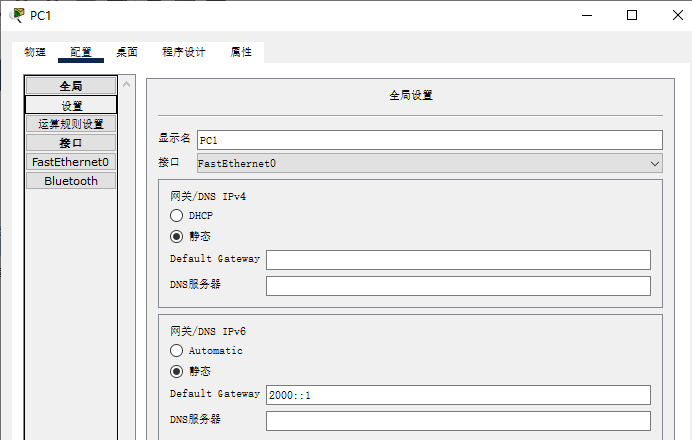 PC1
物理 配置 桌面 程序设计 属性
全局
设置
运算规则设置
接口
FastEthernet0
Bluetooth
全局设置
显示名 PC1
接口 FastEthernet0
网关/DNS IPv4
DHCP
静态
Default Gateway
DNS服务器
网关/DNS IPv6
Automatic
静态
Default Gateway 2000::1
DNS服务器